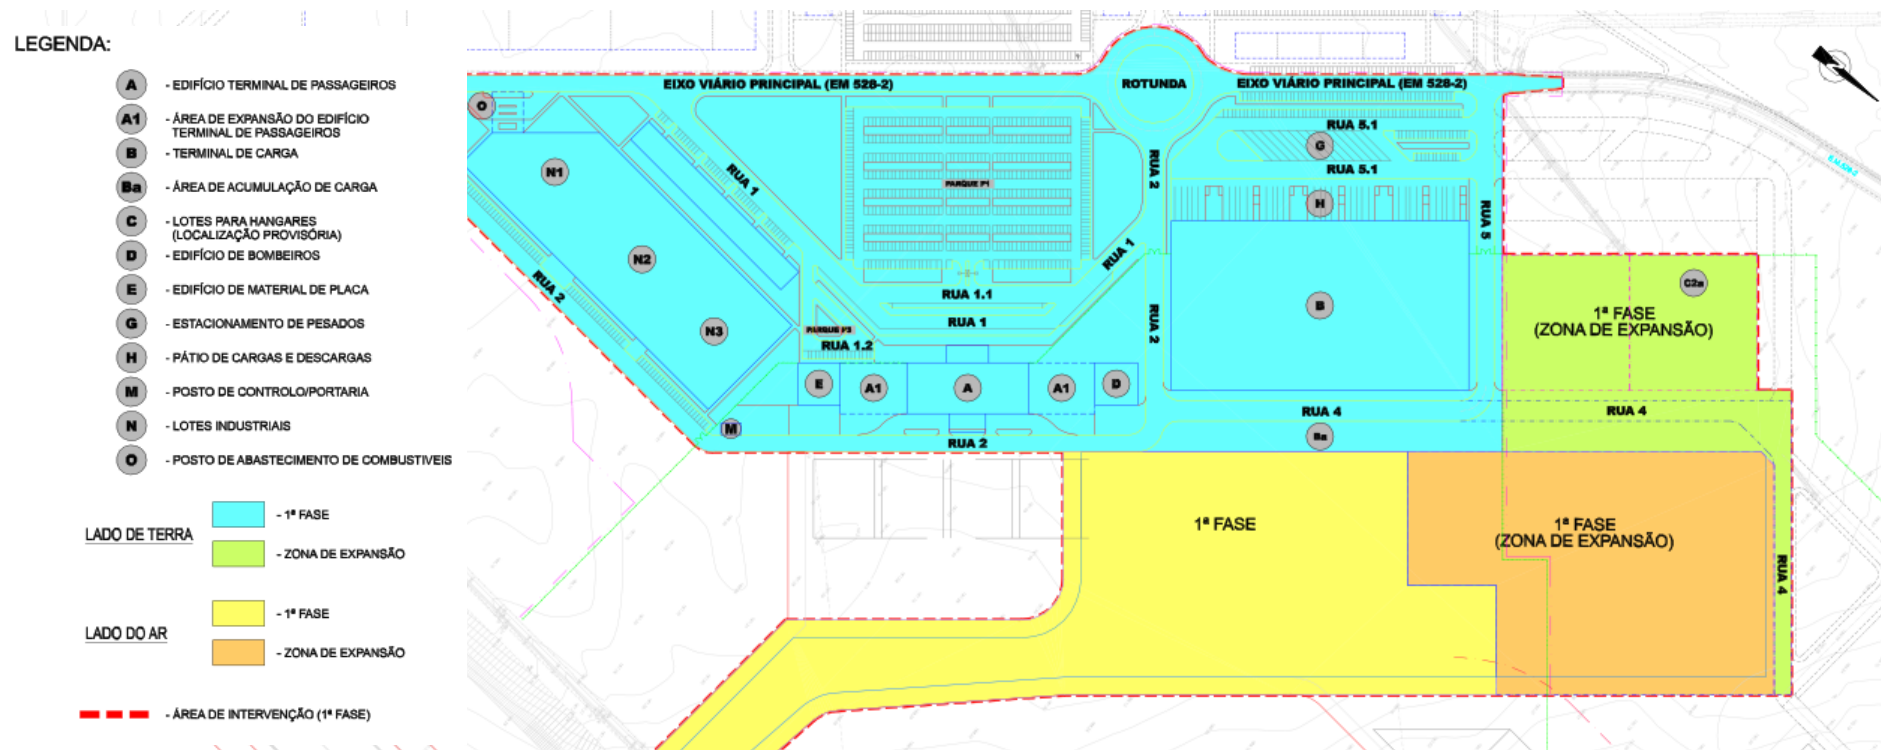 LEGENDA:
A - EDIFÍCIO TERMINAL DE PASSAGEIROS
A1 - ÁREA DE EXPANSÃO DO EDIFÍCIO
TERMINAL DE PASSAGEIROS
B - TERMINAL DE CARGA
Ba - ÁREA DE ACUMULAÇÃO DE CARGA
C - LOTES PARA HANGARES
(LOCALIZAÇÃO PROVISÓRIA)
D - EDIFÍCIO DE BOMBEIROS
E - EDIFÍCIO DE MATERIAL DE PLACA
G - ESTACIONAMENTO DE PESADOS
H - PÁTIO DE CARGAS E DESCARGAS
M - POSTO DE CONTROLO/PORTARIA
N - LOTES INDUSTRIAIS
O - POSTO DE ABASTECIMENTO DE COMBUSTIVEIS
LADO DE TERRA
- 1ª FASE
- ZONA DE EXPANSÃO
LADO DO AR
- 1ª FASE
- ZONA DE EXPANSÃO
- ÁREA DE INTERVENÇÃO (1ª FASE)
EIXO VIÁRIO PRINCIPAL (EM 528-2)
ROTUNDA
EIXO VIÁRIO PRINCIPAL (EM 528-2)
O
RUA 5.1
G
EM 528-2
N1
RUA 1
PARQUE P1
RUA 2
RUA 5.1
H
RUA 5
N2
RUA 2
RUA 1
RUA 1.1
C2a
N3
PARQUE P3
RUA 1
RUA 1.2
RUA 2
B
1ª FASE
(ZONA DE EXPANSÃO)
E
A1
A
A1
D
M
RUA 2
RUA 4
RUA 4
Ba
1ª FASE
1ª FASE
(ZONA DE EXPANSÃO)
RUA 4